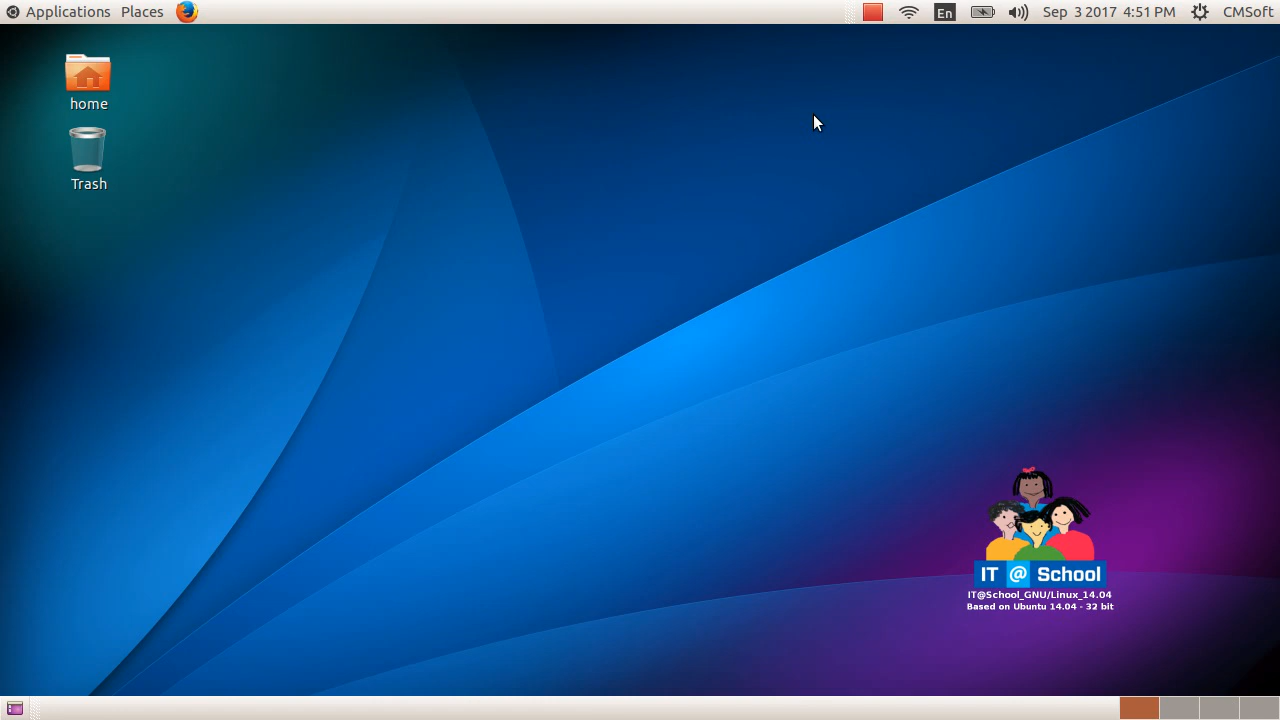 Applications Places En Sep 3 2017 4:51 PM CMSoft
home
Trash
IT @ School
IT@School_GNU/Linux_14.04
Based on Ubuntu 14.04 - 32 bit